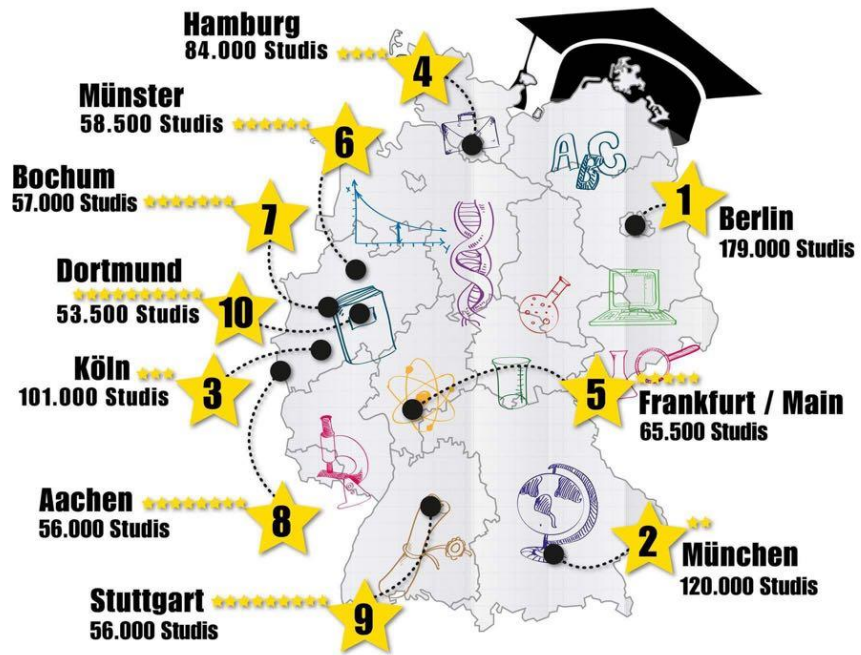 Hamburg
84.000 Studis
4
Münster
58.500 Studis
6
Bochum
57.000 Studis
7
1
Berlin
179.000 Studis
ABC
Dortmund
53.500 Studis
10
Köln
101.000 Studis
3
5
Frankfurt / Main
65.500 Studis
Aachen
56.000 Studis
8
2
München
120.000 Studis
Stuttgart
56.000 Studis
9